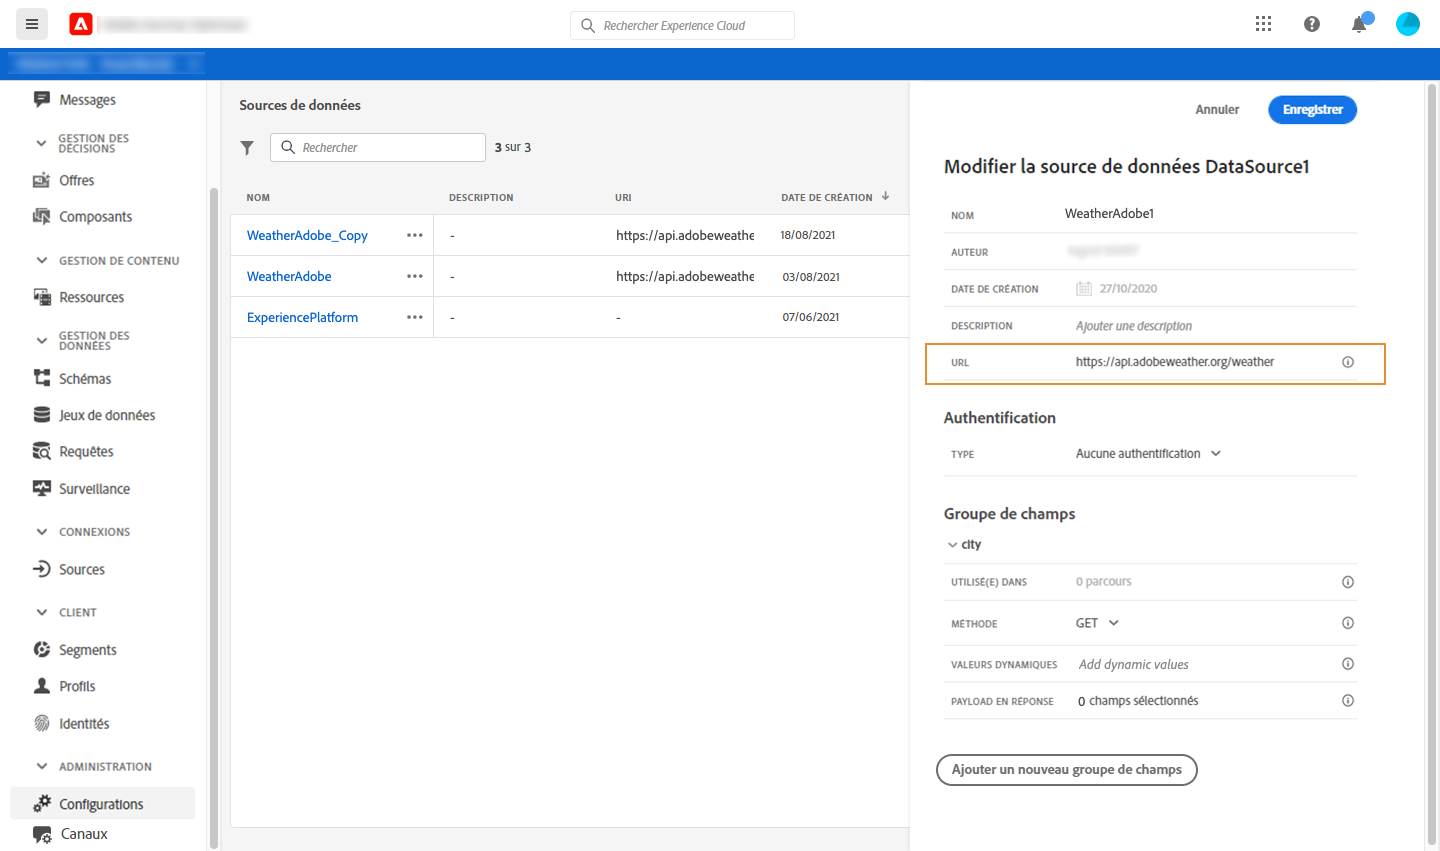 Rechercher Experience Cloud
Messages
GESTION DES
DÉCISIONS
Offres
Composants
GESTION DE CONTENU
Ressources
GESTION DES
DONNÉES
Schémas
Jeux de données
Requêtes
Surveillance
CONNEXIONS
Sources
CLIENT
Segments
Profils
Identités
ADMINISTRATION
Configurations
Canaux
Sources de données
Rechercher
3 sur 3
NOM DESCRIPTION URI DATE DE CRÉATION
WeatherAdobe_Copy - https://api.adobeweathe 18/08/2021
WeatherAdobe - https://api.adobeweathe 03/08/2021
ExperiencePlatform - - 07/06/2021
Annuler Enregistrer
Modifier la source de données DataSource1
NOM WeatherAdobe1
AUTEUR
DATE DE CRÉATION 27/10/2020
DESCRIPTION Ajouter une description
URL https://api.adobeweather.org/weather
Authentification
TYPE Aucune authentification
Groupe de champs
city
UTILISÉ(E) DANS 0 parcours
MÉTHODE GET
VALEURS DYNAMIQUES Add dynamic values
PAYLOAD EN RÉPONSE 0 champs sélectionnés
Ajouter un nouveau groupe de champs